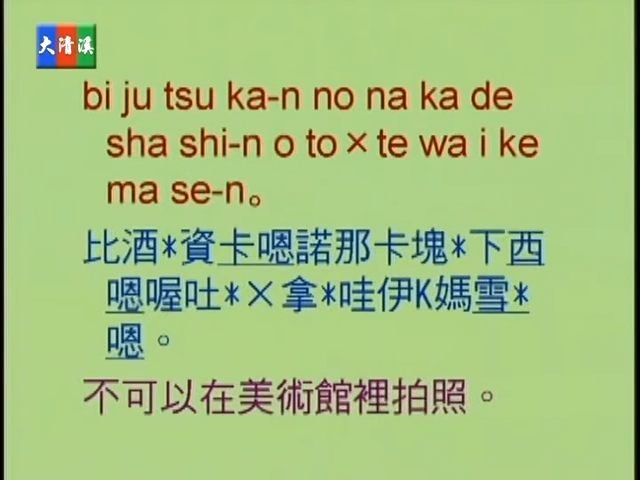 大清溪
bi ju tsu ka-n no na ka de
sha shi-n o to×te wa i ke
ma se-n。
比酒*資卡嗯諾那卡塊*下西
嗯喔吐*×拿*哇伊K媽雪*
嗯。
不可以在美術館裡拍照。